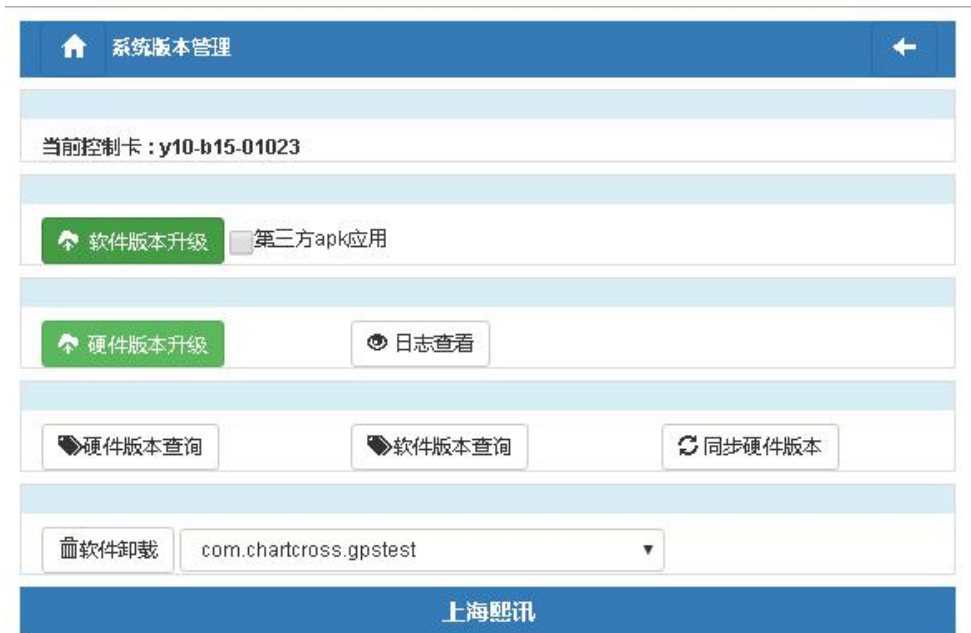 系统版本管理
当前控制卡：y10-b15-01023
软件版本升级 第三方apk应用
硬件版本升级 日志查看
硬件版本查询 软件版本查询 同步硬件版本
软件卸载 com.chartcross.gpstest
上海熙讯